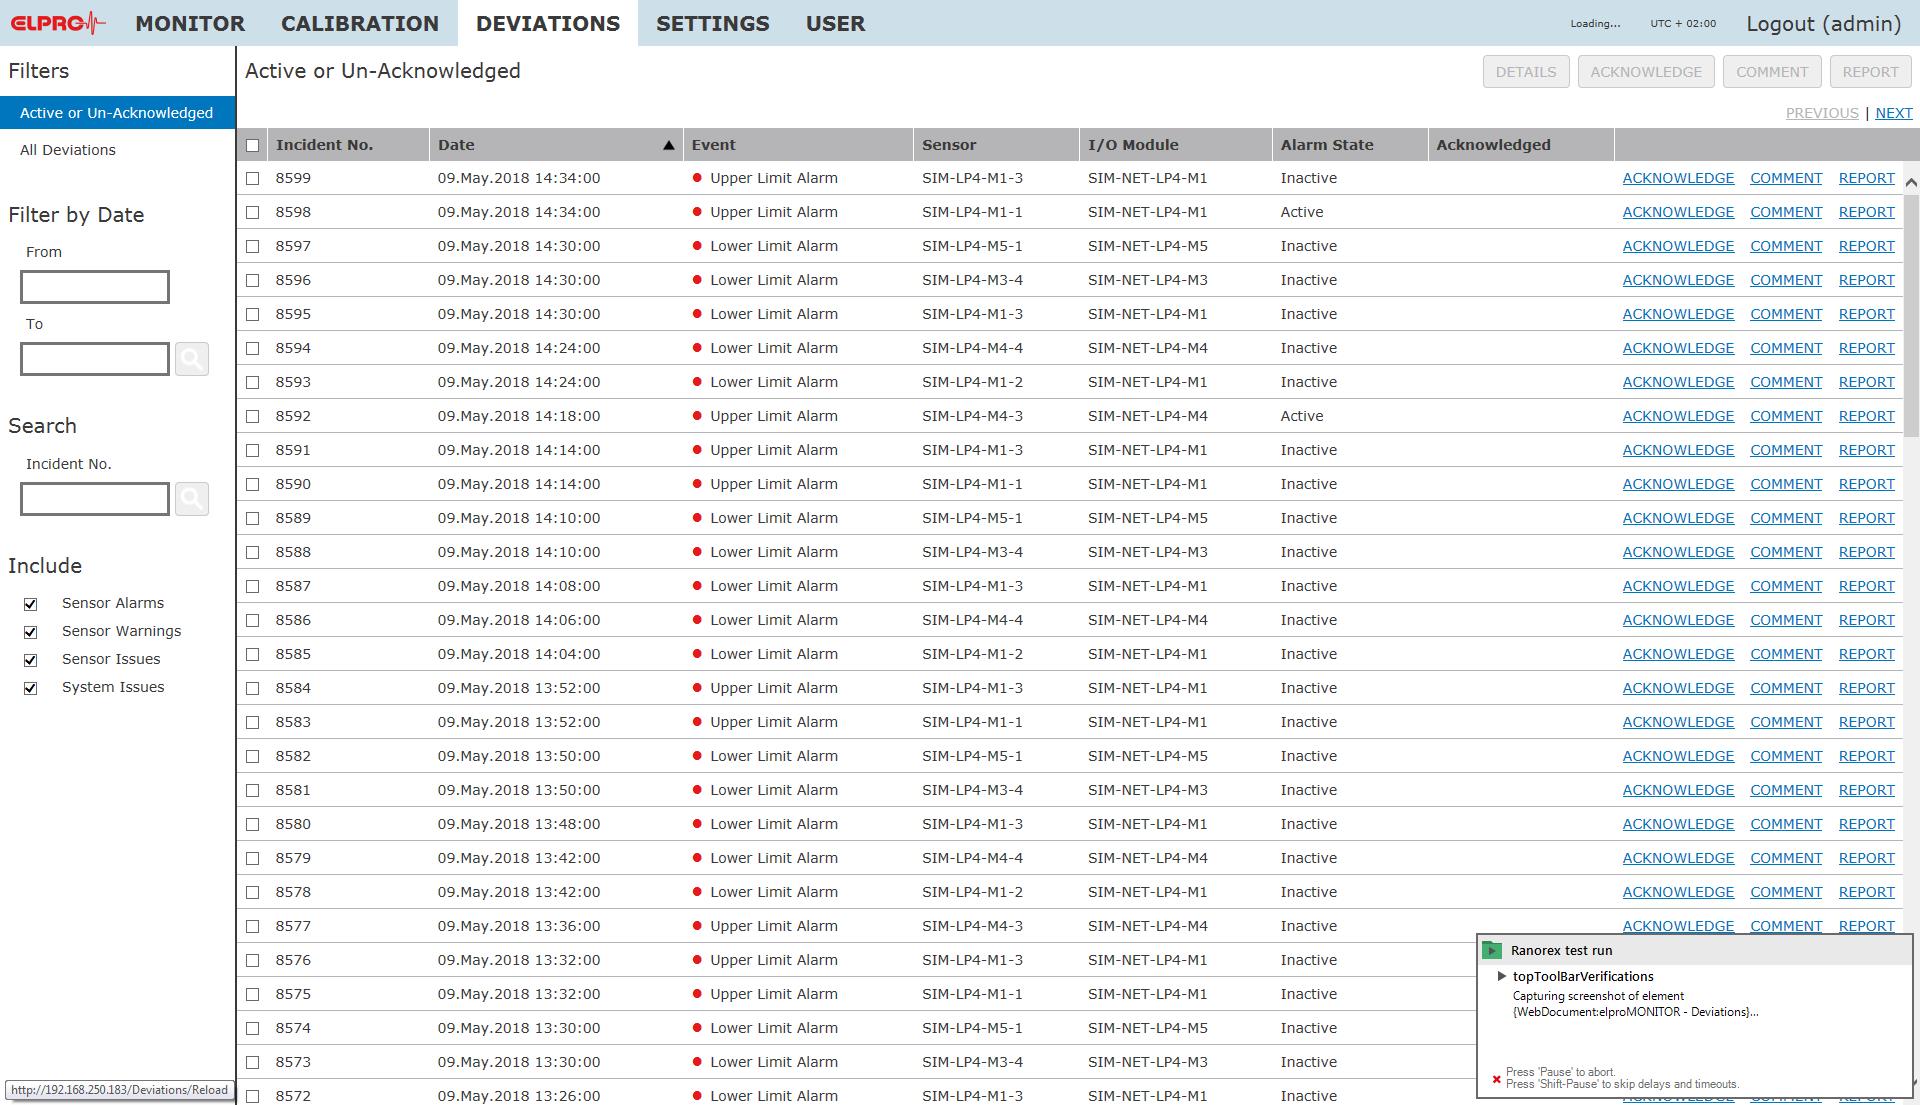 ELPRO MONITOR CALIBRATION DEVIATIONS SETTINGS USER Loading... UTC + 02:00 Logout (admin)
Filters
Active or Un-Acknowledged
All Deviations
Filter by Date
From
To
Search
Incident No.
Include
Sensor Alarms
Sensor Warnings
Sensor Issues
System Issues
Active or Un-Acknowledged DETAILS ACKNOWLEDGE COMMENT REPORT
PREVIOUS | NEXT
Incident No. Date Event Sensor I/O Module Alarm State Acknowledged
8599 09.May.2018 14:34:00 Upper Limit Alarm SIM-LP4-M1-3 SIM-NET-LP4-M1 Inactive ACKNOWLEDGE COMMENT REPORT
8598 09.May.2018 14:34:00 Upper Limit Alarm SIM-LP4-M1-1 SIM-NET-LP4-M1 Active ACKNOWLEDGE COMMENT REPORT
8597 09.May.2018 14:30:00 Lower Limit Alarm SIM-LP4-M5-1 SIM-NET-LP4-M5 Inactive ACKNOWLEDGE COMMENT REPORT
8596 09.May.2018 14:30:00 Lower Limit Alarm SIM-LP4-M3-4 SIM-NET-LP4-M3 Inactive ACKNOWLEDGE COMMENT REPORT
8595 09.May.2018 14:30:00 Lower Limit Alarm SIM-LP4-M1-3 SIM-NET-LP4-M1 Inactive ACKNOWLEDGE COMMENT REPORT
8594 09.May.2018 14:24:00 Lower Limit Alarm SIM-LP4-M4-4 SIM-NET-LP4-M4 Inactive ACKNOWLEDGE COMMENT REPORT
8593 09.May.2018 14:24:00 Lower Limit Alarm SIM-LP4-M1-2 SIM-NET-LP4-M1 Inactive ACKNOWLEDGE COMMENT REPORT
8592 09.May.2018 14:18:00 Upper Limit Alarm SIM-LP4-M4-3 SIM-NET-LP4-M4 Active ACKNOWLEDGE COMMENT REPORT
8591 09.May.2018 14:14:00 Upper Limit Alarm SIM-LP4-M1-3 SIM-NET-LP4-M1 Inactive ACKNOWLEDGE COMMENT REPORT
8590 09.May.2018 14:14:00 Upper Limit Alarm SIM-LP4-M1-1 SIM-NET-LP4-M1 Inactive ACKNOWLEDGE COMMENT REPORT
8589 09.May.2018 14:10:00 Lower Limit Alarm SIM-LP4-M5-1 SIM-NET-LP4-M5 Inactive ACKNOWLEDGE COMMENT REPORT
8588 09.May.2018 14:10:00 Lower Limit Alarm SIM-LP4-M3-4 SIM-NET-LP4-M3 Inactive ACKNOWLEDGE COMMENT REPORT
8587 09.May.2018 14:08:00 Lower Limit Alarm SIM-LP4-M1-3 SIM-NET-LP4-M1 Inactive ACKNOWLEDGE COMMENT REPORT
8586 09.May.2018 14:06:00 Lower Limit Alarm SIM-LP4-M4-4 SIM-NET-LP4-M4 Inactive ACKNOWLEDGE COMMENT REPORT
8585 09.May.2018 14:04:00 Lower Limit Alarm SIM-LP4-M1-2 SIM-NET-LP4-M1 Inactive ACKNOWLEDGE COMMENT REPORT
8584 09.May.2018 13:52:00 Upper Limit Alarm SIM-LP4-M1-3 SIM-NET-LP4-M1 Inactive ACKNOWLEDGE COMMENT REPORT
8583 09.May.2018 13:52:00 Upper Limit Alarm SIM-LP4-M1-1 SIM-NET-LP4-M1 Inactive ACKNOWLEDGE COMMENT REPORT
8582 09.May.2018 13:50:00 Lower Limit Alarm SIM-LP4-M5-1 SIM-NET-LP4-M5 Inactive ACKNOWLEDGE COMMENT REPORT
8581 09.May.2018 13:50:00 Lower Limit Alarm SIM-LP4-M3-4 SIM-NET-LP4-M3 Inactive ACKNOWLEDGE COMMENT REPORT
8580 09.May.2018 13:48:00 Lower Limit Alarm SIM-LP4-M1-3 SIM-NET-LP4-M1 Inactive ACKNOWLEDGE COMMENT REPORT
8579 09.May.2018 13:42:00 Lower Limit Alarm SIM-LP4-M4-4 SIM-NET-LP4-M4 Inactive ACKNOWLEDGE COMMENT REPORT
8578 09.May.2018 13:42:00 Lower Limit Alarm SIM-LP4-M1-2 SIM-NET-LP4-M1 Inactive ACKNOWLEDGE COMMENT REPORT
8577 09.May.2018 13:36:00 Upper Limit Alarm SIM-LP4-M4-3 SIM-NET-LP4-M4 Inactive ACKNOWLEDGE COMMENT REPORT
8576 09.May.2018 13:32:00 Upper Limit Alarm SIM-LP4-M1-3 SIM-NET-LP4-M1 Inactive
8575 09.May.2018 13:32:00 Upper Limit Alarm SIM-LP4-M1-1 SIM-NET-LP4-M1 Inactive
8574 09.May.2018 13:30:00 Lower Limit Alarm SIM-LP4-M5-1 SIM-NET-LP4-M5 Inactive
8573 09.May.2018 13:30:00 Lower Limit Alarm SIM-LP4-M3-4 SIM-NET-LP4-M3 Inactive
8572 09.May.2018 13:26:00 Lower Limit Alarm SIM-LP4-M1-3 SIM-NET-LP4-M1 Inactive
Ranorex test run
topToolBarVerifications
Capturing screenshot of element
{WebDocument:elproMONITOR - Deviations}...
Press 'Pause' to abort.
Press 'Shift-Pause' to skip delays and timeouts.
http://192.168.250.183/Deviations/Reload